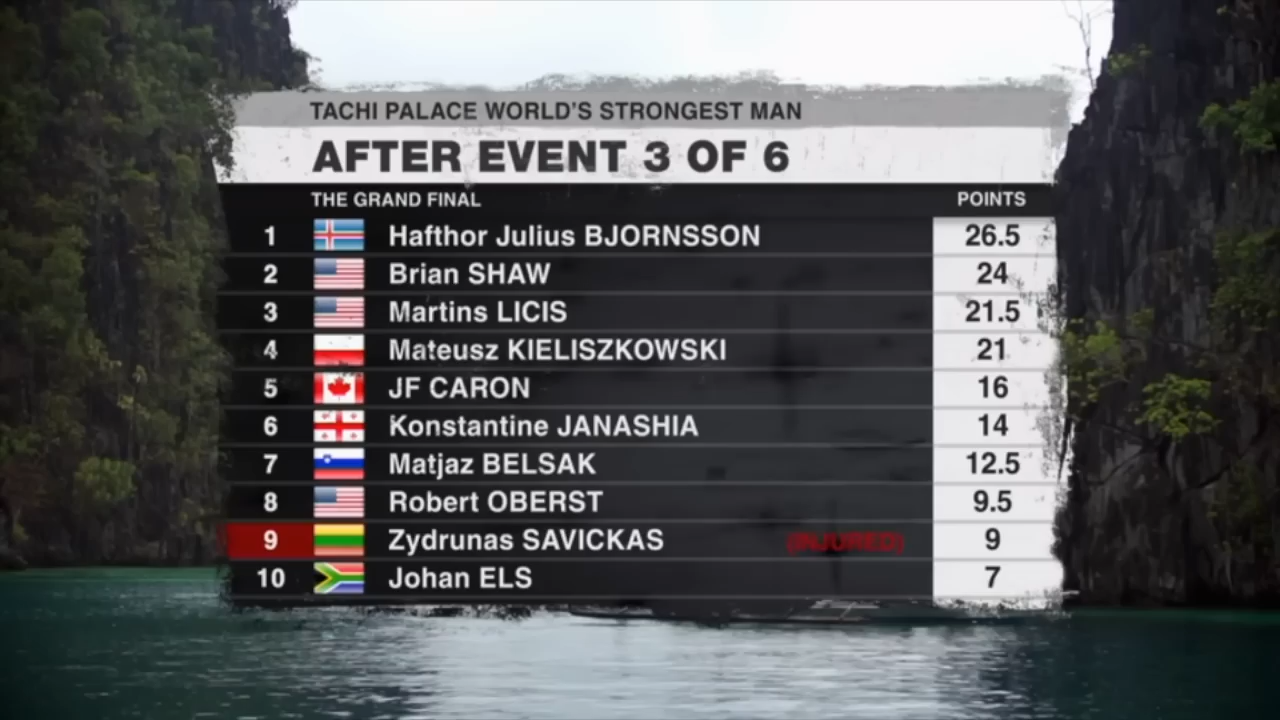 TACHI PALACE WORLD'S STRONGEST MAN
AFTER EVENT 3 OF 6
THE GRAND FINAL POINTS
1 Hafthor Julius BJORNSSON 26.5
2 Brian SHAW 24
3 Martins LICIS 21.5
4 Mateusz KIELISZKOWSKI 21
5 JF CARON 16
6 Konstantine JANASHIA 14
7 Matjaz BELSAK 12.5
8 Robert OBERST 9.5
9 Zydrunas SAVICKAS (INJURED) 9
10 Johan ELS 7